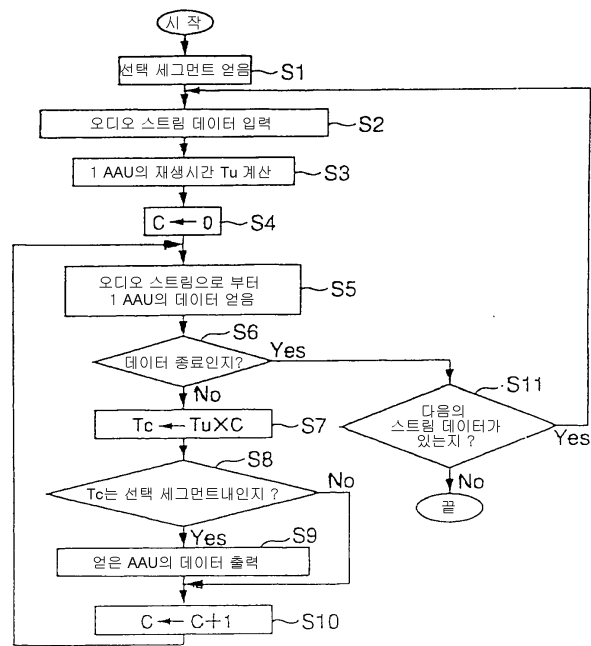 시 작
선택 세그먼트 얻음
S1
오디오 스트림 데이터 입력
S2
1 AAU의 재생시간 Tu 계산
S3
C ← 0
S4
오디오 스트림으로 부터
1 AAU의 데이터 얻음
S5
S6
데이터 종료인지?
Yes
No
S11
다음의
스트림 데이터가
있는지 ?
Yes
No
끝
Tc ← Tu×C
S7
S8
Tc는 선택 세그먼트내인지 ?
No
Yes
S9
얻은 AAU의 데이터 출력
C ← C+1
S10